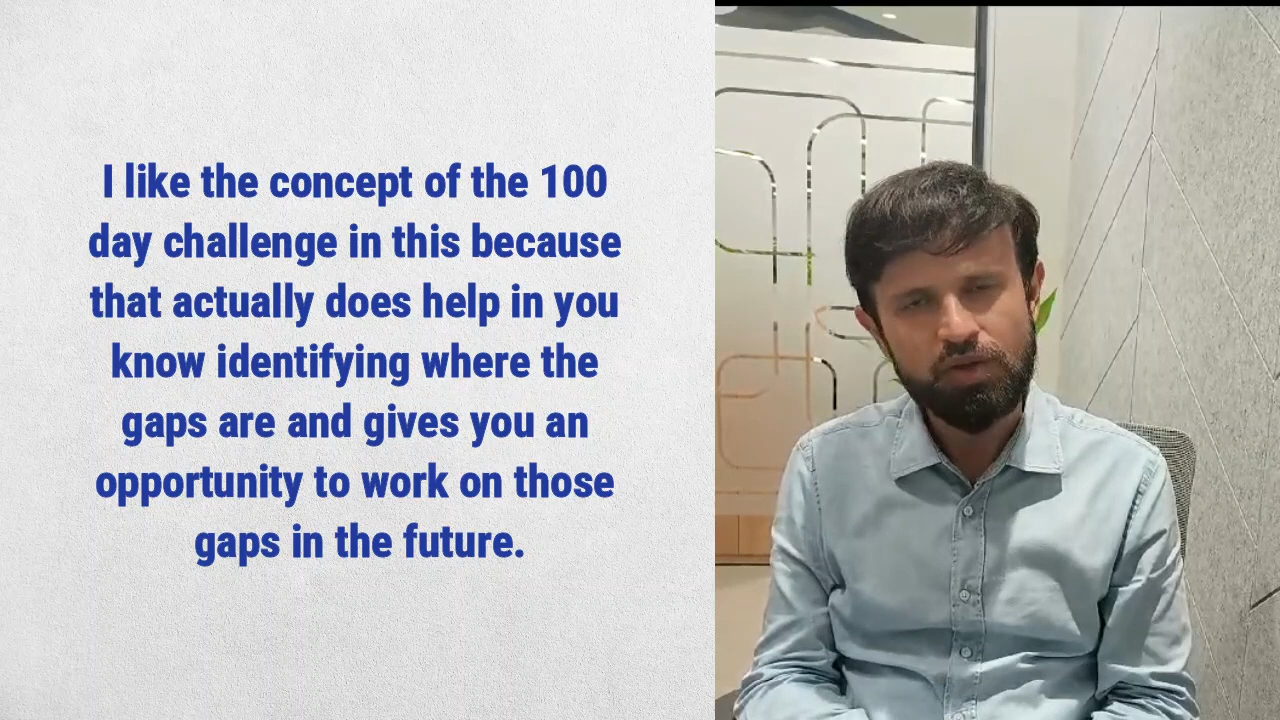 I like the concept of the 100
day challenge in this because
that actually does help in you
know identifying where the
gaps are and gives you an
opportunity to work on those
gaps in the future.